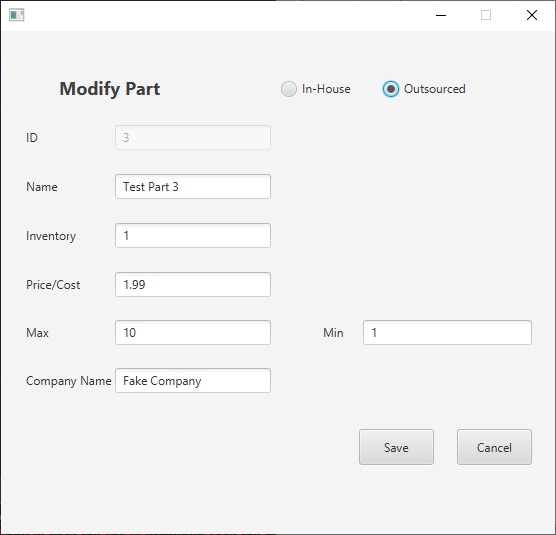 Modify Part
In-House
Outsourced
ID
3
Name
Test Part 3
Inventory
1
Price/Cost
1.99
Max
10
Min
1
Company Name
Fake Company
Save
Cancel